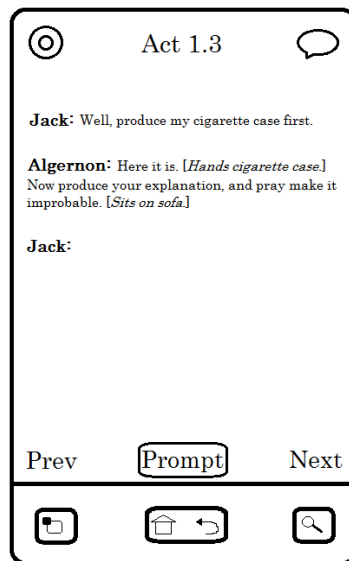 Act 1.3
Jack: Well, produce my cigarette case first.
Algernon: Here it is. [Hands cigarette case.]
Now produce your explanation, and pray make it
improbable. [Sits on sofa.]
Jack:
Prev Prompt Next